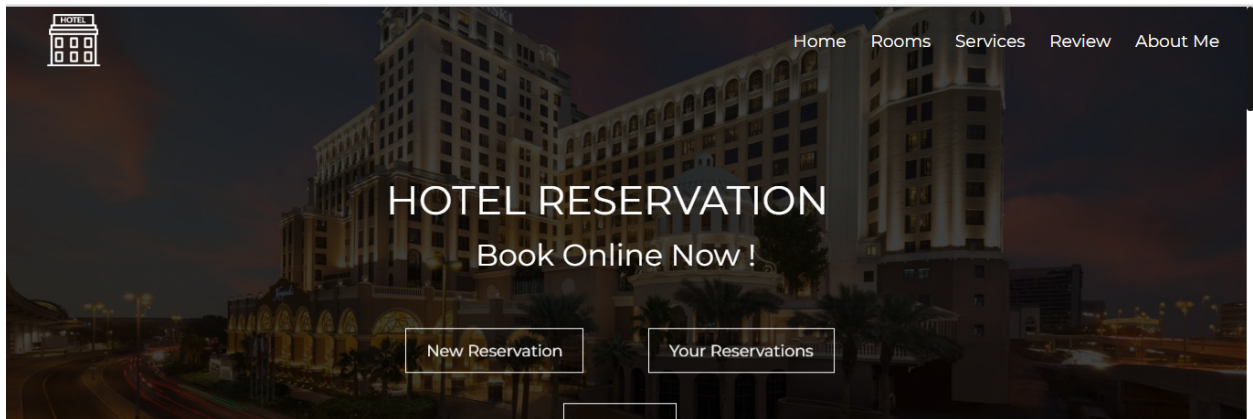 HOTEL
Home Rooms Services Review About Me
HOTEL RESERVATION
Book Online Now !
New Reservation Your Reservations